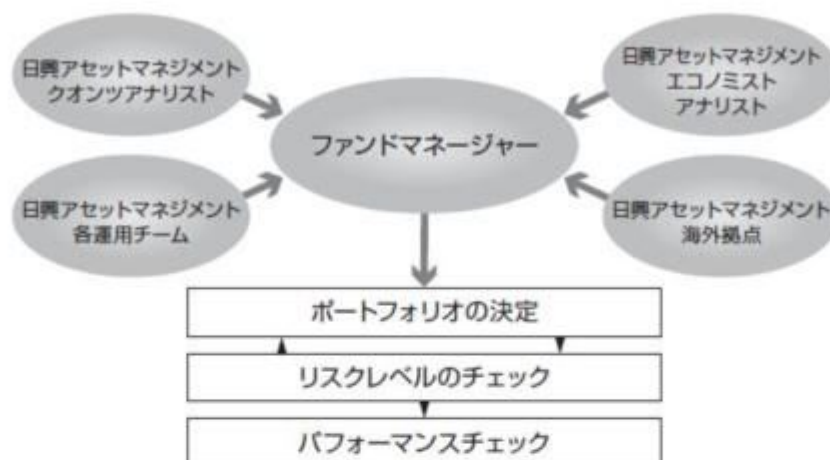 日興アセットマネジメント
クオンツアナリスト
日興アセットマネジメント
エコノミスト
アナリスト
ファンドマネージャー
日興アセットマネジメント
各運用チーム
日興アセットマネジメント
海外拠点
ポートフォリオの決定
リスクレベルのチェック
パフォーマンスチェック